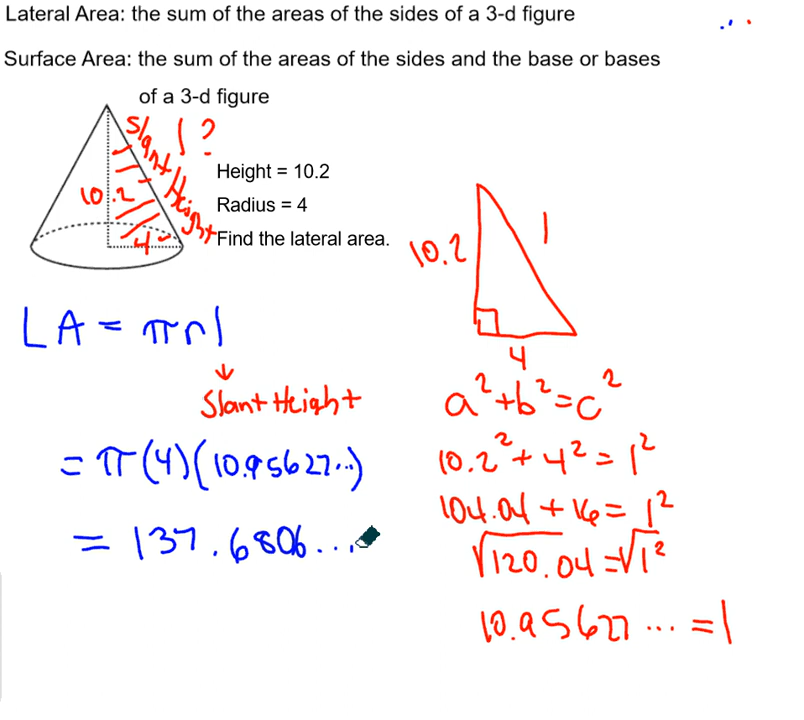 Lateral Area: the sum of the areas of the sides of a 3-d figure
Surface Area: the sum of the areas of the sides and the base or bases
of a 3-d figure
Slant Height
l ?
10.2
4
Height = 10.2
Radius = 4
Find the lateral area.
10.2
l
4
LA = πrl
↓
Slant Height
= π(4)(10.95627...)
= 137.6806...
a² + b² = c²
10.2² + 4² = l²
104.04 + 16 = l²
√120.04 = √l²
10.95627... = l